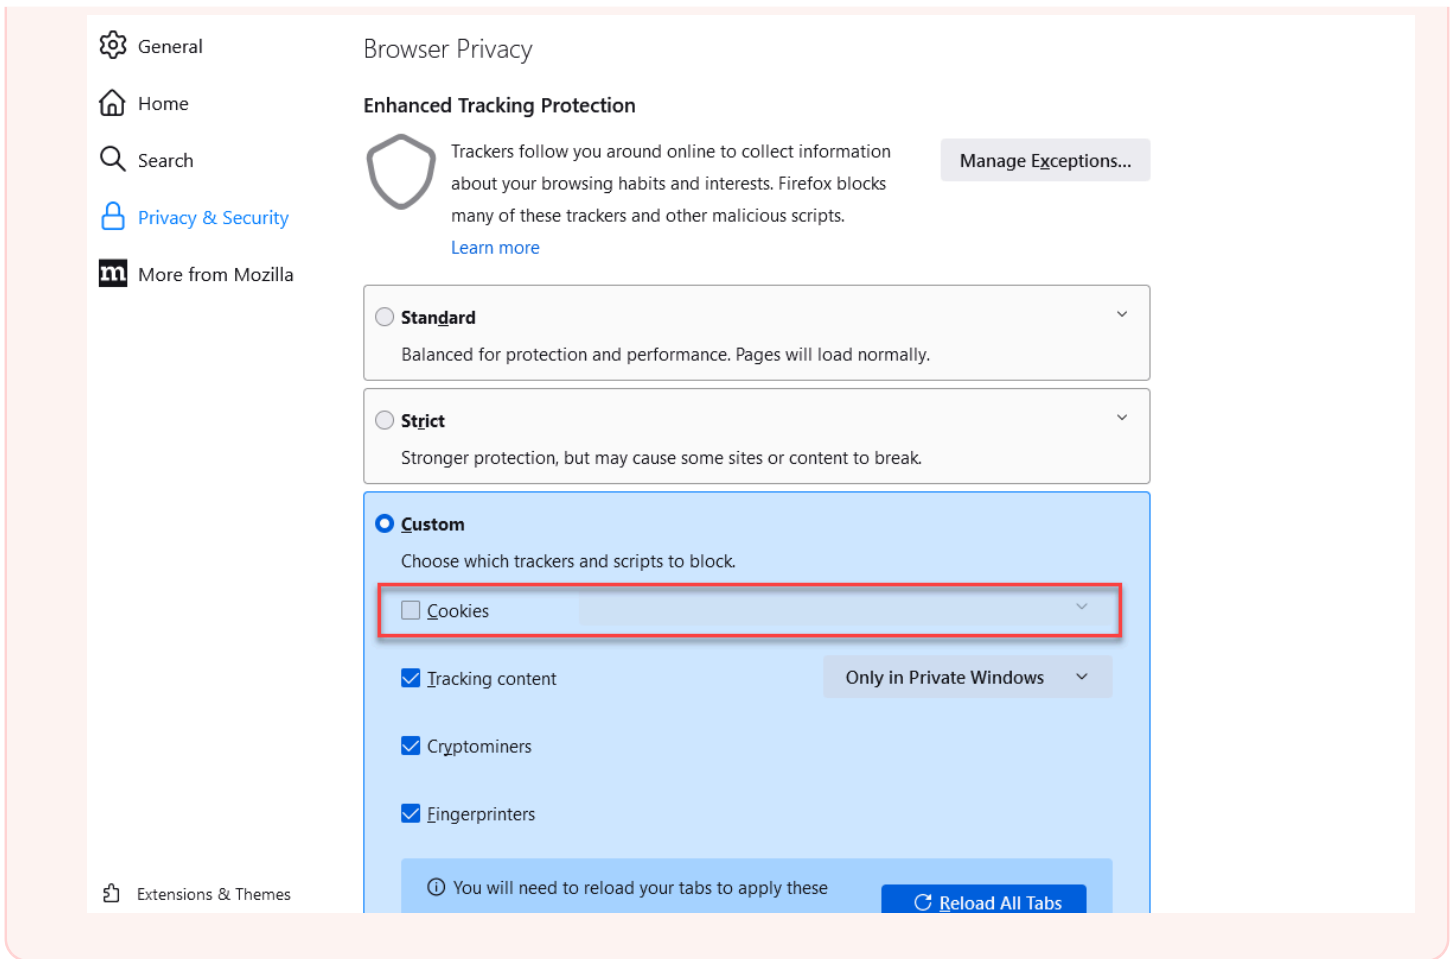 General
Home
Search
Privacy & Security
m More from Mozilla
Extensions & Themes
Browser Privacy
Enhanced Tracking Protection
Trackers follow you around online to collect information
about your browsing habits and interests. Firefox blocks
many of these trackers and other malicious scripts.
Learn more
Manage Exceptions...
Standard
Balanced for protection and performance. Pages will load normally.
Strict
Stronger protection, but may cause some sites or content to break.
Custom
Choose which trackers and scripts to block.
Cookies
Tracking content
Only in Private Windows
Cryptominers
Fingerprinters
You will need to reload your tabs to apply these
Reload All Tabs